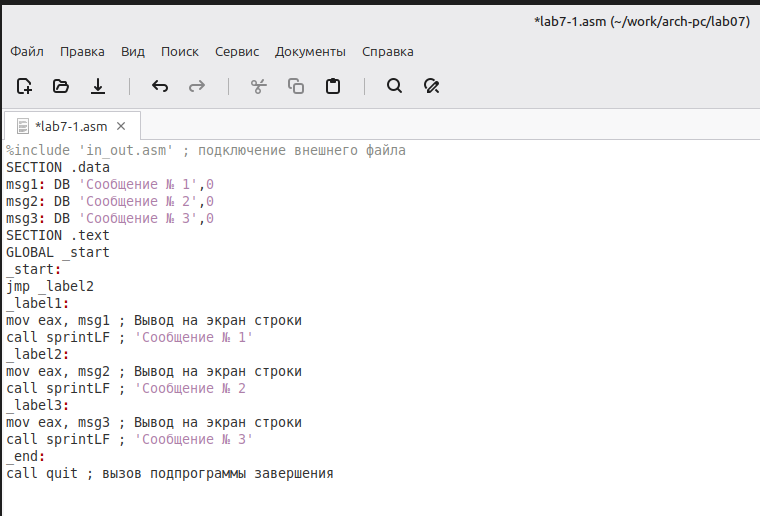 *lab7-1.asm (~/work/arch-pc/lab07)
Файл Правка Вид Поиск Сервис Документы Справка
*lab7-1.asm
%include 'in_out.asm' ; подключение внешнего файла
SECTION .data
msg1: DB 'Сообщение № 1',0
msg2: DB 'Сообщение № 2',0
msg3: DB 'Сообщение № 3',0
SECTION .text
GLOBAL _start
_start:
jmp _label2
_label1:
mov eax, msg1 ; Вывод на экран строки
call sprintLF ; 'Сообщение № 1'
_label2:
mov eax, msg2 ; Вывод на экран строки
call sprintLF ; 'Сообщение № 2
_label3:
mov eax, msg3 ; Вывод на экран строки
call sprintLF ; 'Сообщение № 3'
_end:
call quit ; вызов подпрограммы завершения